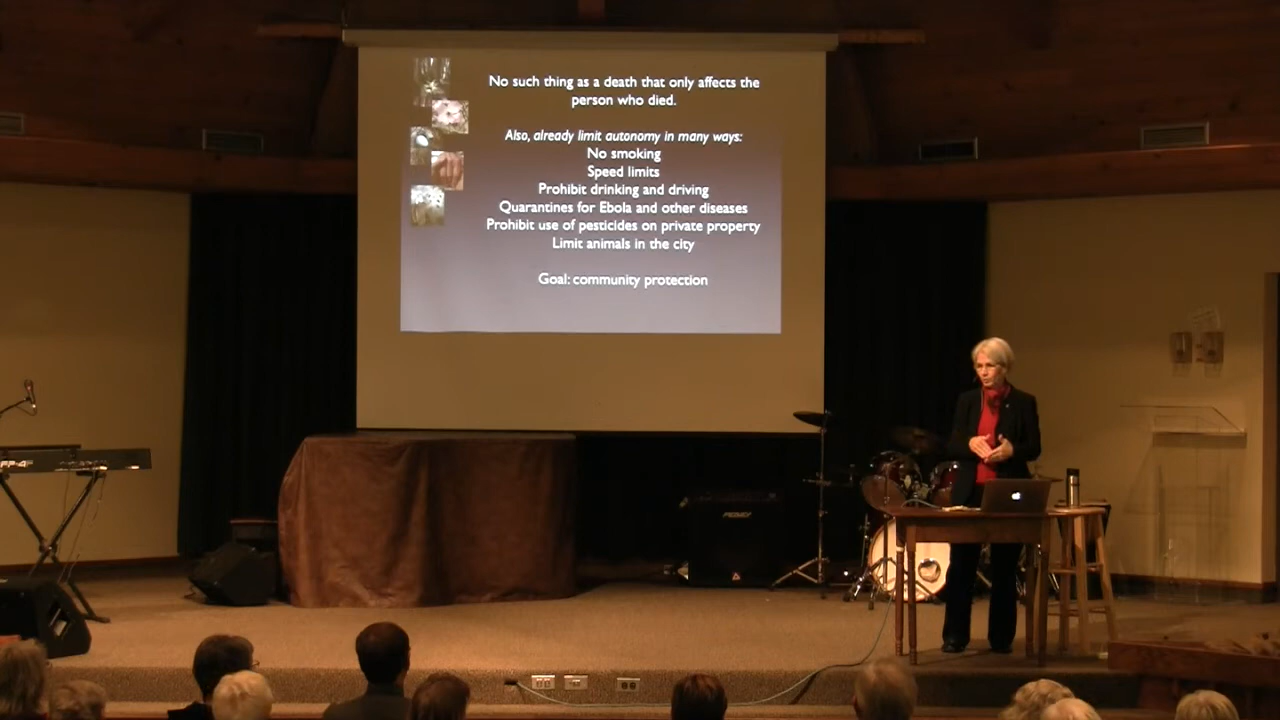 No such thing as a death that only affects the
person who died.
Also, already limit autonomy in many ways:
No smoking
Speed limits
Prohibit drinking and driving
Quarantines for Ebola and other diseases
Prohibit use of pesticides on private property
Limit animals in the city
Goal: community protection
PEAVEY